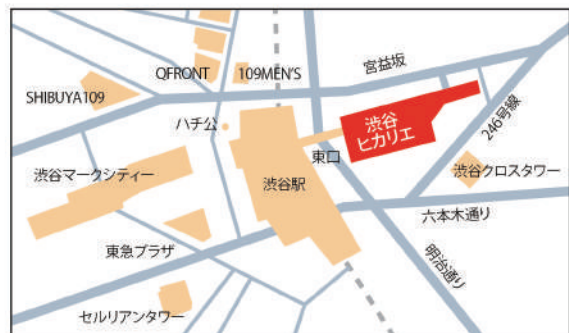 QFRONT
109MEN'S
宮益坂
SHIBUYA109
ハチ公
渋谷
ヒカリエ
246号線
東口
渋谷マークシティー
渋谷駅
渋谷クロスタワー
六本木通り
東急プラザ
明治通り
セルリアンタワー